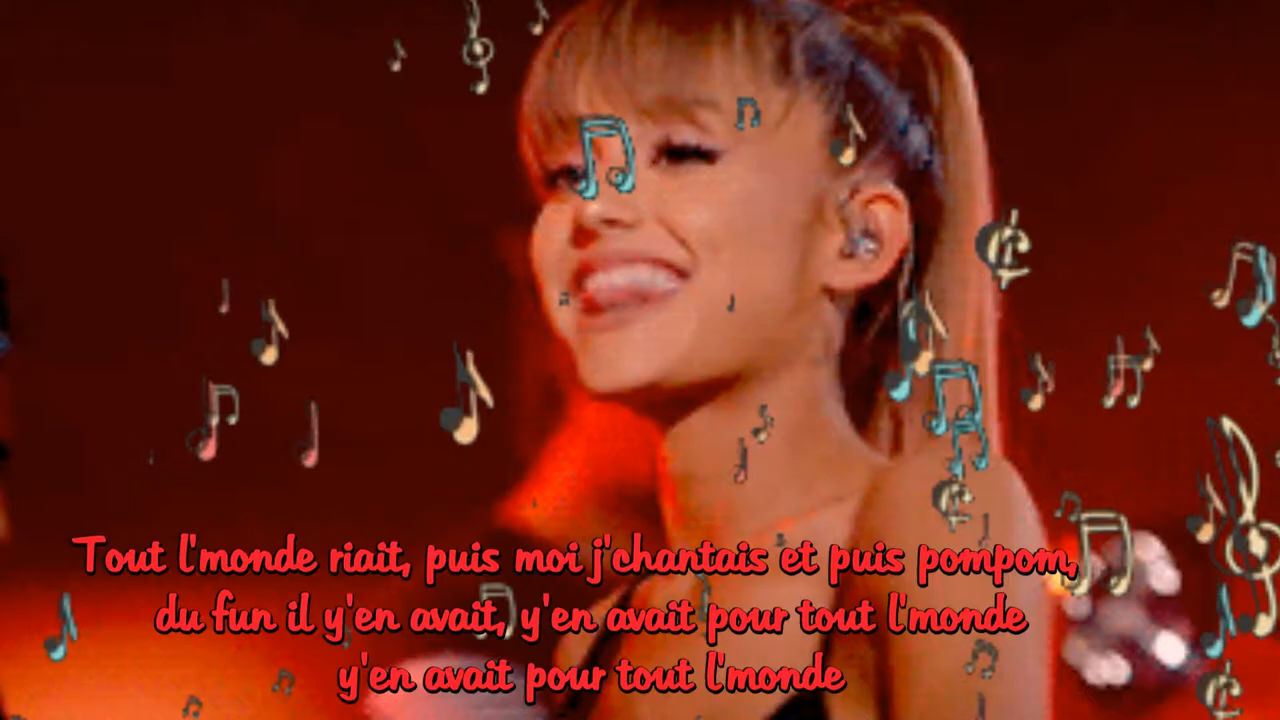 Tout l'monde riait, puis moi j'chantais et puis pompom,
du fun il y'en avait, y'en avait pour tout l'monde
y'en avait pour tout l'monde